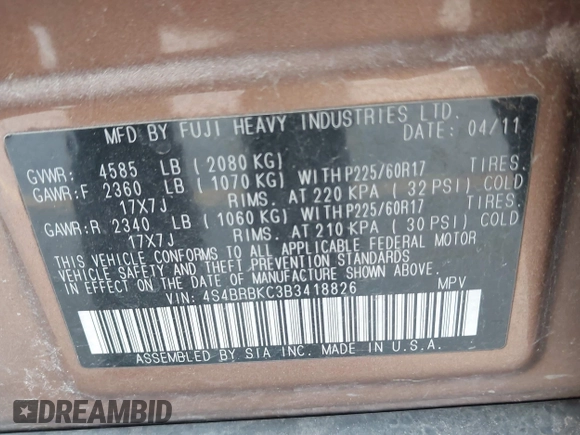 MFD BY FUJI HEAVY INDUSTRIES LTD.
DATE: 04/11
GVWR: 4585 LB (2080 KG)
GAWR:F 2360 LB (1070 KG) WITH P225/60R17 TIRES.
17X7J RIMS. AT 220 KPA (32 PSI) COLD
GAWR:R 2340 LB (1060 KG) WITH P225/60R17 TIRES.
17X7J RIMS. AT 210 KPA (30 PSI) COLD
THIS VEHICLE CONFORMS TO ALL APPLICABLE FEDERAL MOTOR
VEHICLE SAFETY AND THEFT PREVENTION STANDARDS
IN EFFECT ON THE DATE OF MANUFACTURE SHOWN ABOVE.
VIN: 4S4BRBKC3B3418826 MPV
ASSEMBLED BY SIA INC. MADE IN U.S.A.
DREAMBID